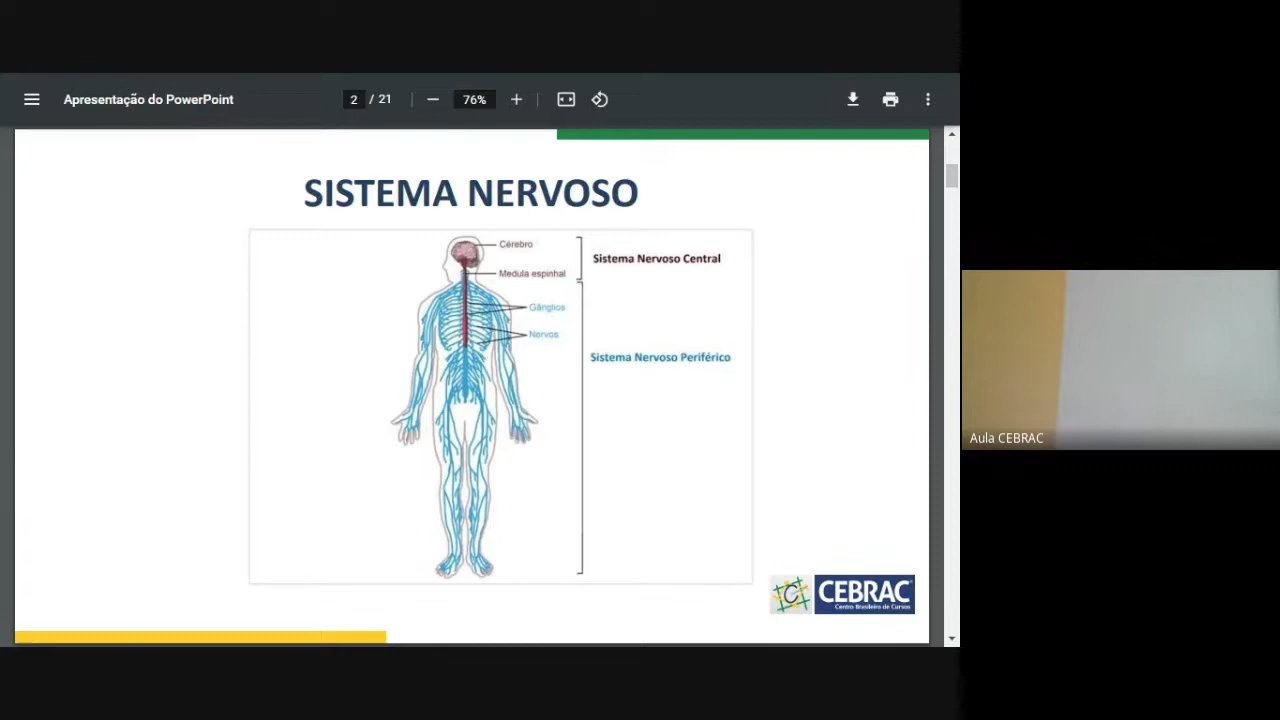 Apresentação do PowerPoint
2 / 21
76%
SISTEMA NERVOSO
Cérebro
Sistema Nervoso Central
Medula espinhal
Gânglios
Nervos
Sistema Nervoso Periférico
CEBRAC
Centro Brasileiro de Cursos
Aula CEBRAC